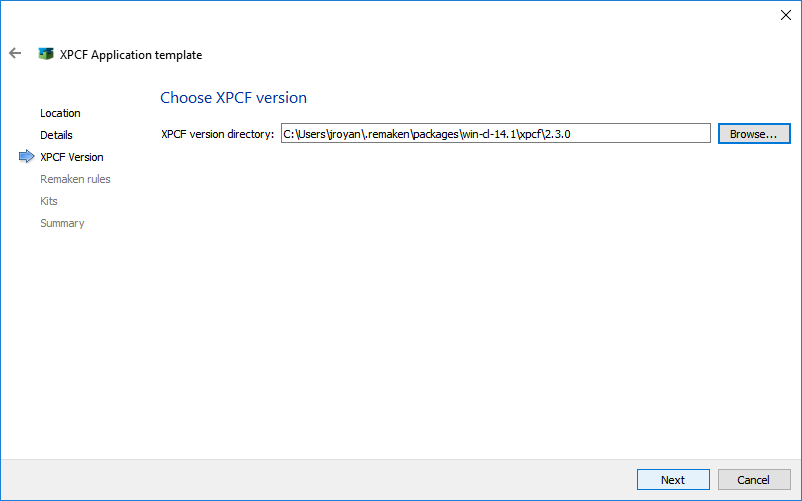 XPCF Application template
Location
Details
XPCF Version
Remaken rules
Kits
Summary
Choose XPCF version
XPCF version directory: C:\Users\jroyan\.remaken\packages\win-cl-14.1\xpcf\2.3.0 Browse...
Next Cancel